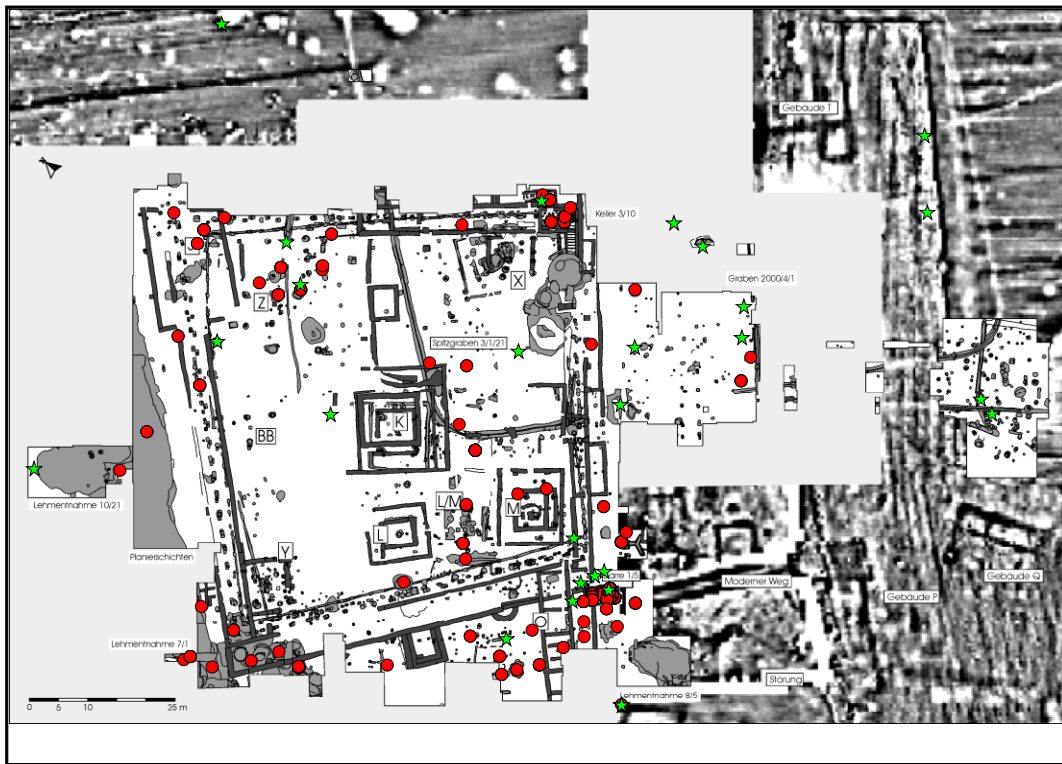 Gebäude T
Keller 3/10
X
Graben 2000/4/1
Z
Spitzgraben 3/1/21
K
BB
L/M
M
Lehmentnahme 10/21
L
Planierschichten
Y
Moderner Weg
Gebäude Q
Gebäude P
O
Lehmentnahme 7/1
Störung
Lehmentnahme 8/5
0 5 10 25 m